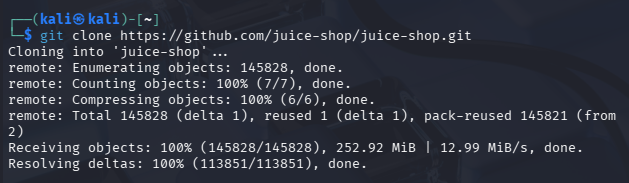 ┌──(kali㉿kali)-[~]
└─$ git clone https://github.com/juice-shop/juice-shop.git
Cloning into 'juice-shop'...
remote: Enumerating objects: 145828, done.
remote: Counting objects: 100% (7/7), done.
remote: Compressing objects: 100% (6/6), done.
remote: Total 145828 (delta 1), reused 1 (delta 1), pack-reused 145821 (from
2)
Receiving objects: 100% (145828/145828), 252.92 MiB | 12.99 MiB/s, done.
Resolving deltas: 100% (113851/113851), done.